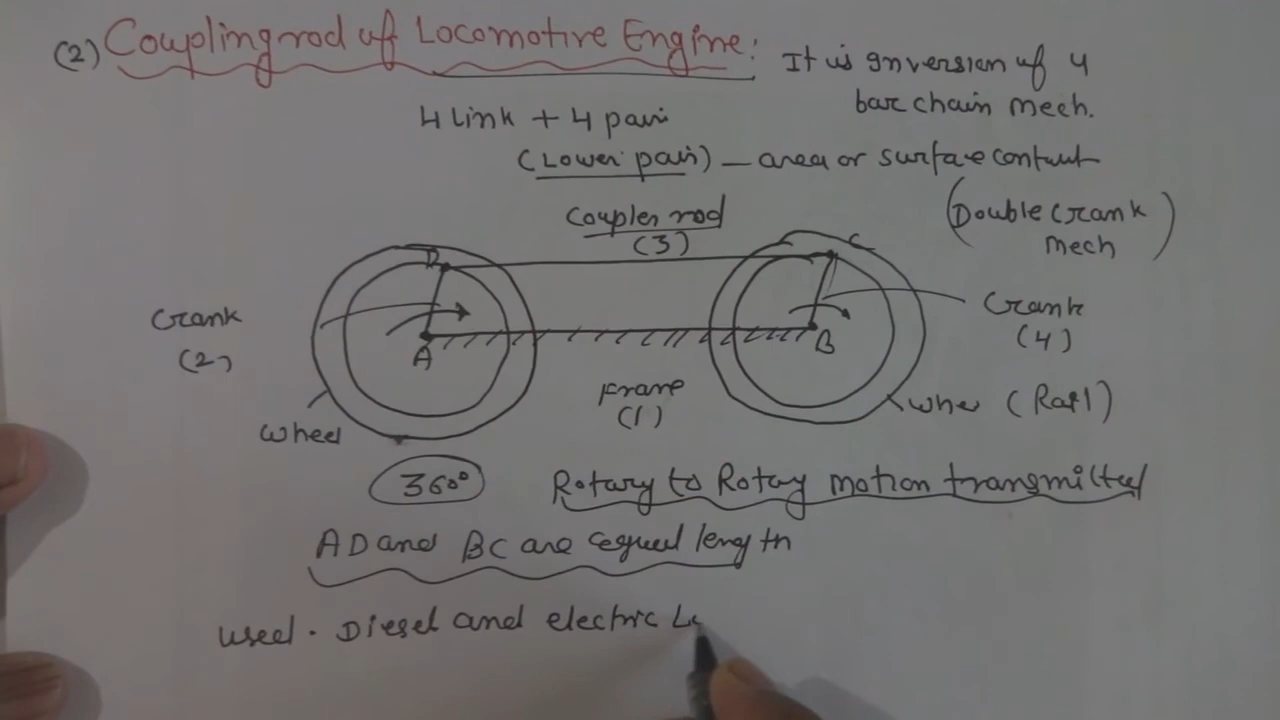 (2) Coupling rod of Locomotive Engine:
It is Inversion of 4
bar chain mech.
4 Link + 4 pair
(Lower pair) — area or surface contact
Coupler rod
(3)
(Double crank
mech)
D
C
Crank
(2)
Crank
(4)
A
B
Frame
(1)
wheel
whee (Rail)
360°
Rotary to Rotary motion transmitted
AD and BC are equal length
used. Diesel and electric Lo